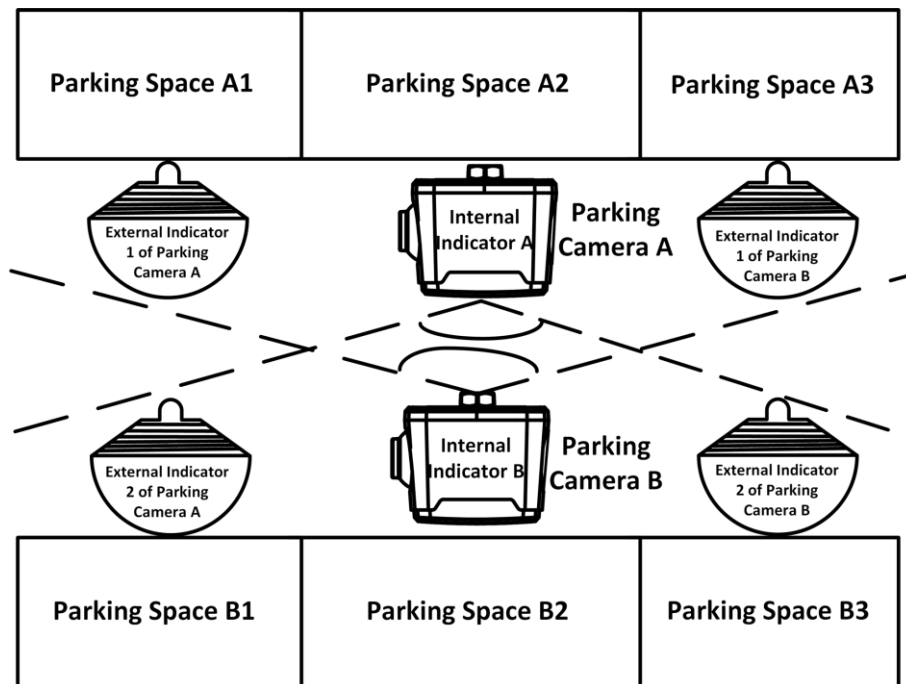 Parking Space A1
Parking Space A2
Parking Space A3
External Indicator
1 of Parking
Camera A
Internal
Indicator A
Parking
Camera A
External Indicator
1 of Parking
Camera B
External Indicator
2 of Parking
Camera A
Internal
Indicator B
Parking
Camera B
External Indicator
2 of Parking
Camera B
Parking Space B1
Parking Space B2
Parking Space B3